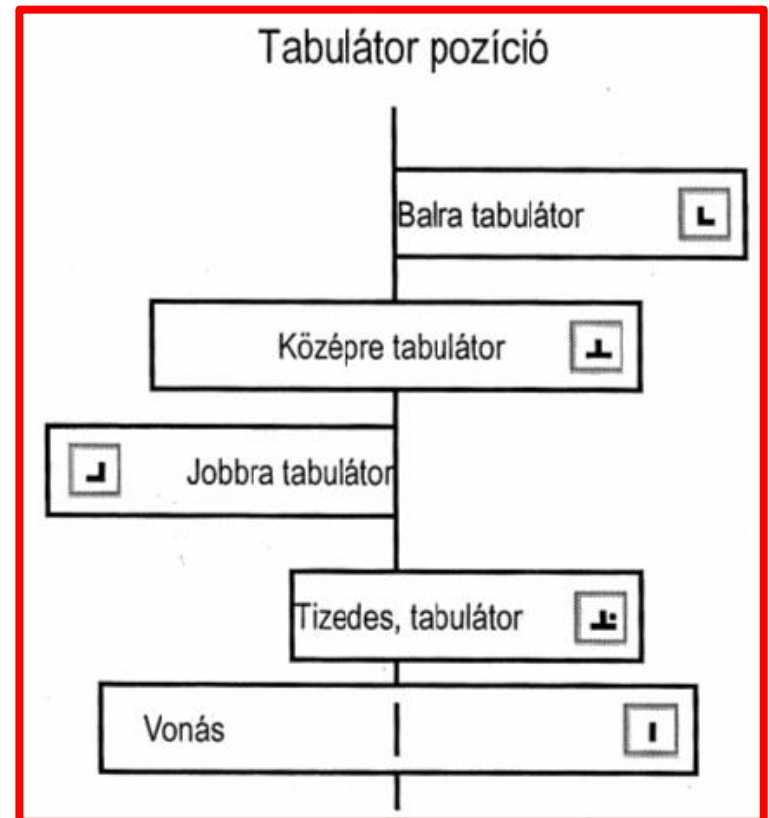 Tabulátor pozíció
Balra tabulátor
Középre tabulátor
Jobbra tabulátor
Tizedes, tabulátor
Vonás